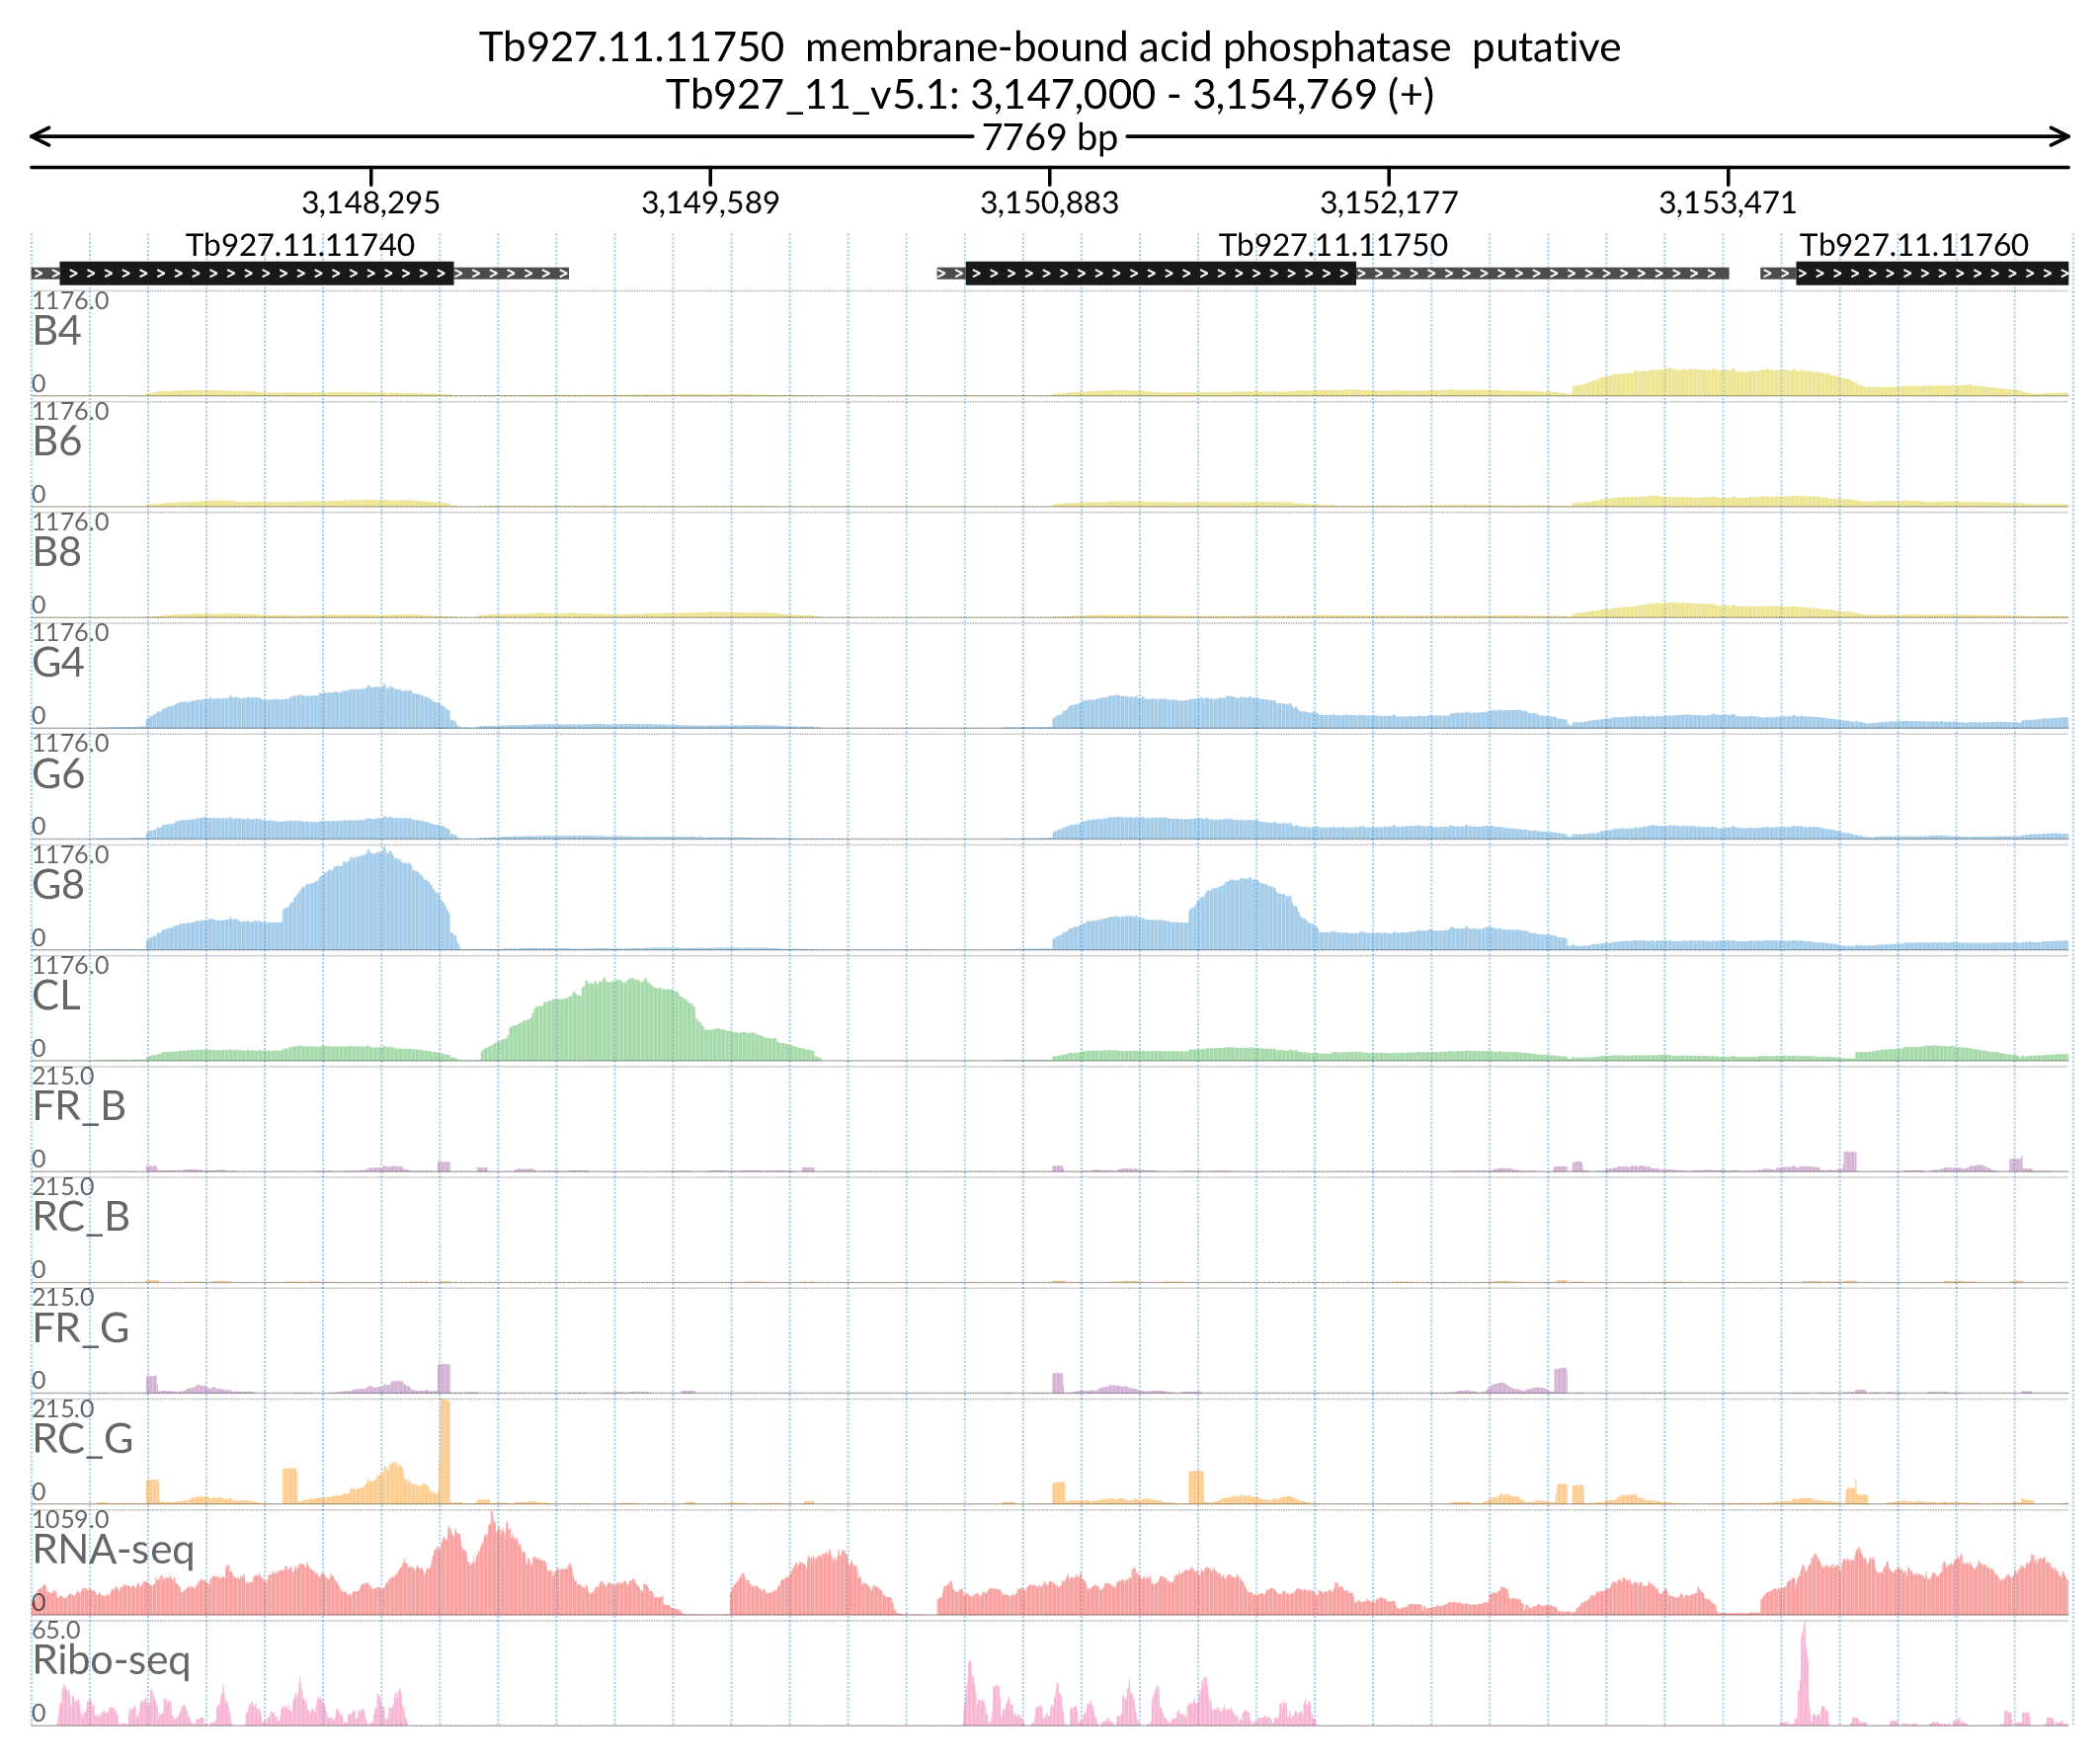 Tb927.11.11750 membrane-bound acid phosphatase putative
Tb927_11_v5.1: 3,147,000 - 3,154,769 (+)
7769 bp
3,148,295 3,149,589 3,150,883 3,152,177 3,153,471
Tb927.11.11740 Tb927.11.11750 Tb927.11.11760
1176.0
B4
0
1176.0
B6
0
1176.0
B8
0
1176.0
G4
0
1176.0
G6
0
1176.0
G8
0
1176.0
CL
0
215.0
FR_B
0
215.0
RC_B
0
215.0
FR_G
0
215.0
RC_G
0
1059.0
RNA-seq
0
65.0
Ribo-seq
0